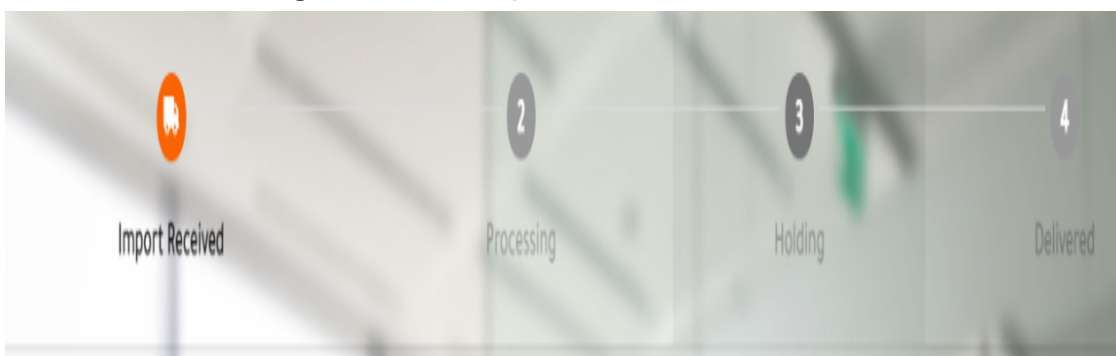 2
3
4
Import Received
Processing
Holding
Delivered